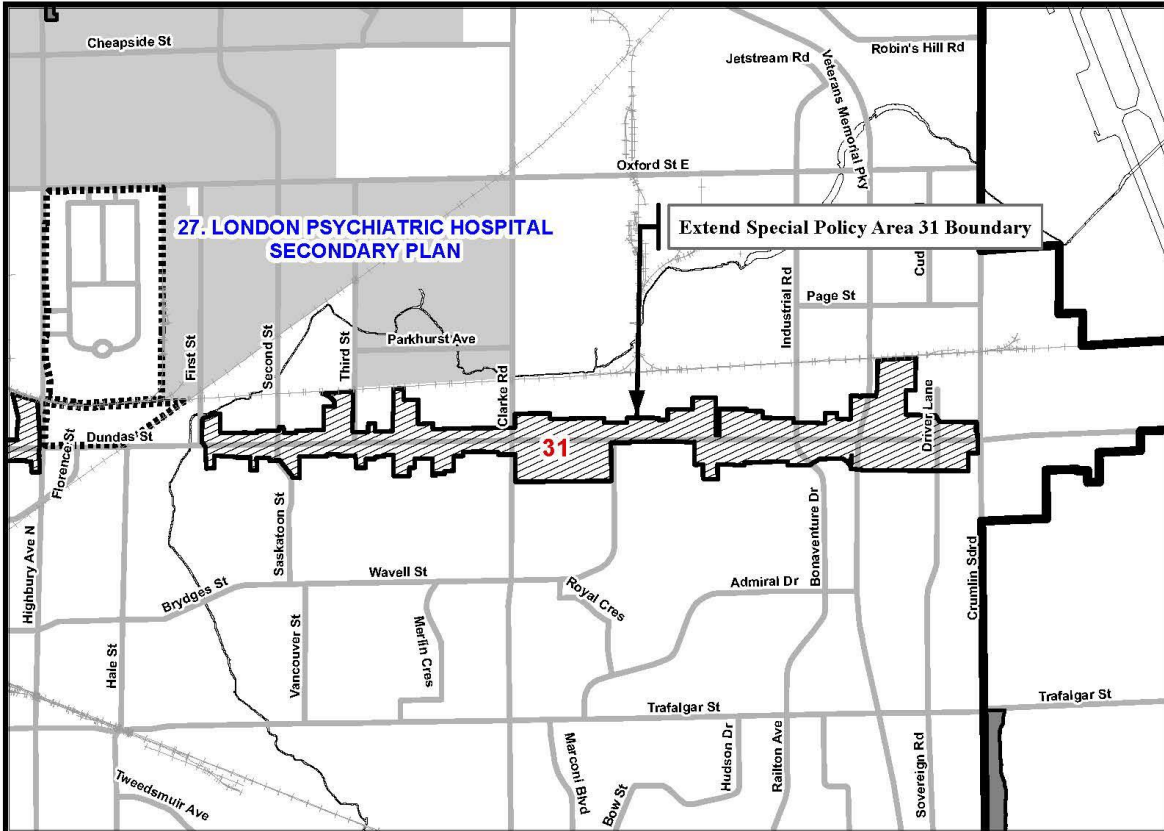 Cheapside St
Robin's Hill Rd
Jetstream Rd
Veterans Memorial Pky
Oxford St E
27. LONDON PSYCHIATRIC HOSPITAL
SECONDARY PLAN
Extend Special Policy Area 31 Boundary
Industrial Rd
Page St
First St
Second St
Third St
Parkhurst Ave
Clarke Rd
Driver Lane
Dundas St
31
Florence St
Highbury Ave N
Saskatoon St
Bonaventure Dr
Crumlin Sdrd
Wavell St
Brydges St
Royal Cres
Admiral Dr
Hale St
Vancouver St
Merlin Cres
Trafalgar St
Trafalgar St
Marconi Blvd
Hudson Dr
Railton Ave
Sovereign Rd
Bow St
Tweedsmuir Ave